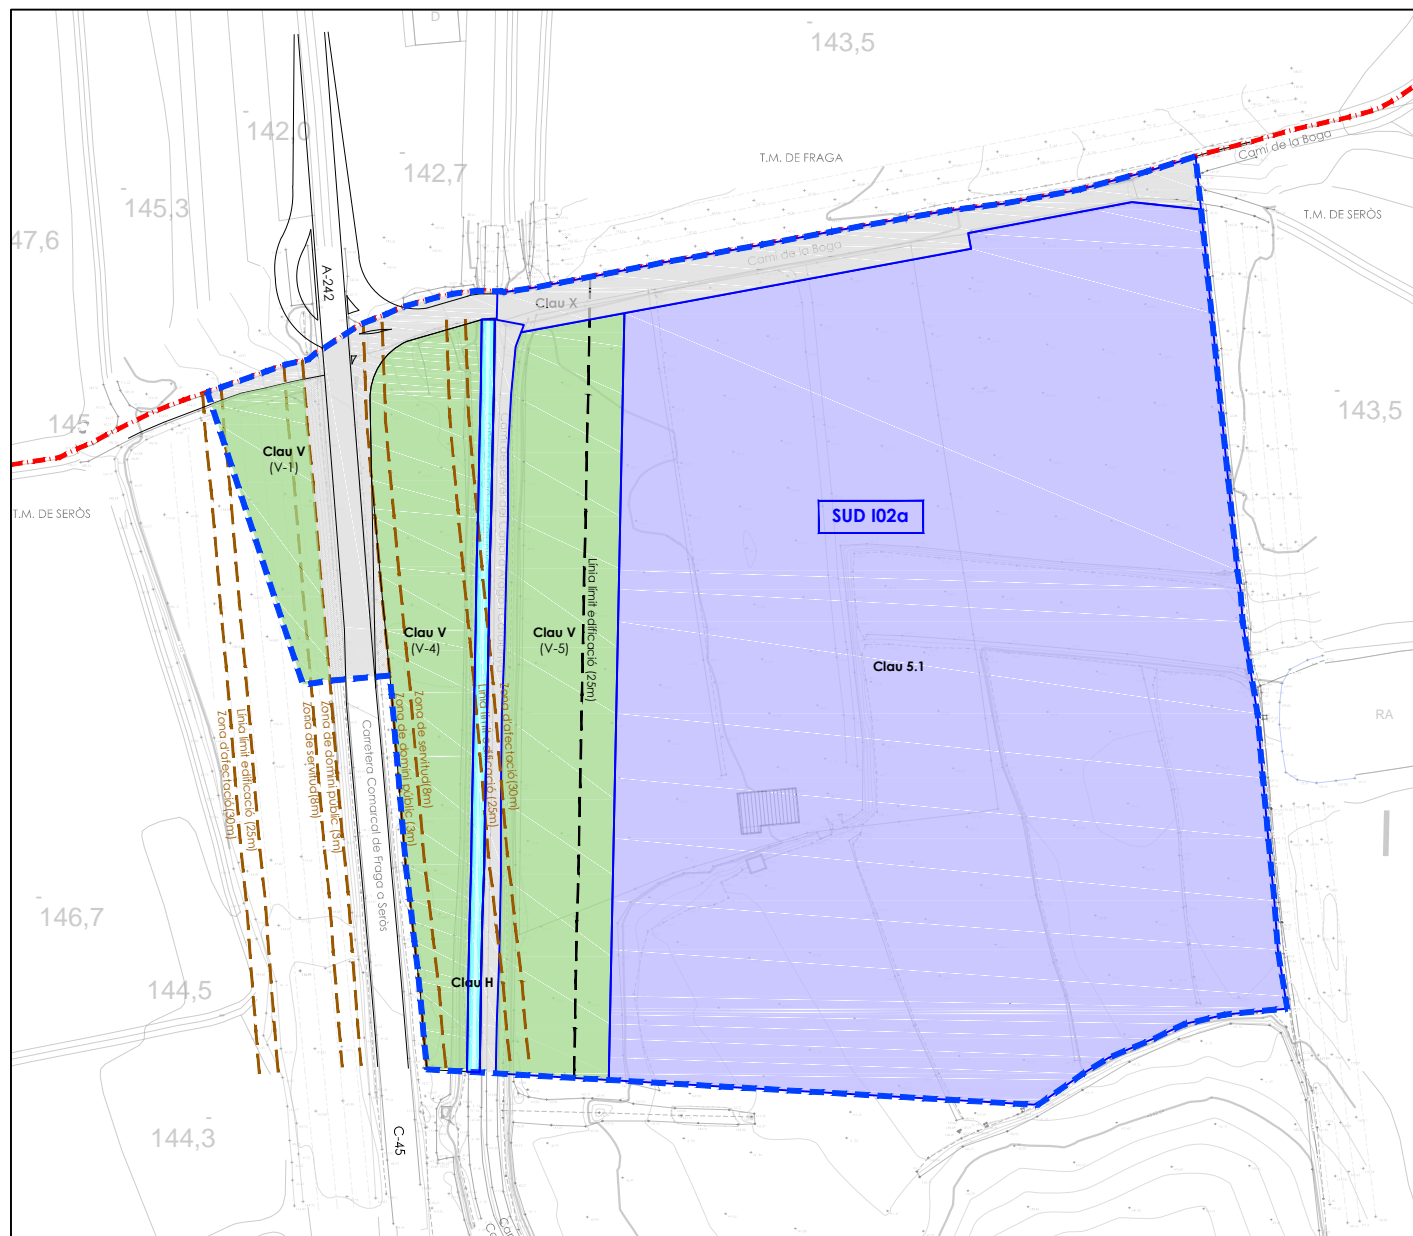 D
143,5
142,0
142,7
T.M. DE FRAGA
Camí de la Boga
145,3
T.M. DE SERÒS
47,6
A-242
Camí de la Boga
Clau X
143,5
145
Clau V
(V-1)
SUD I02a
T.M. DE SERÒS
Línia límit edificació (25m)
Clau V
(V-4)
Clau V
(V-5)
Clau 5.1
Zona d'afectació(30m)
Línia límit edificació (25m)
Zona de servitud(8m)
Zona de domini públic (3m)
Carretera Comarcal de Fraga a Seròs
Zona de domini públic (3m)
Zona de servitud(8m)
Línia límit edificació (25m)
Zona d'afectació(30m)
RA
146,7
144,5
Clau H
144,3
C-45